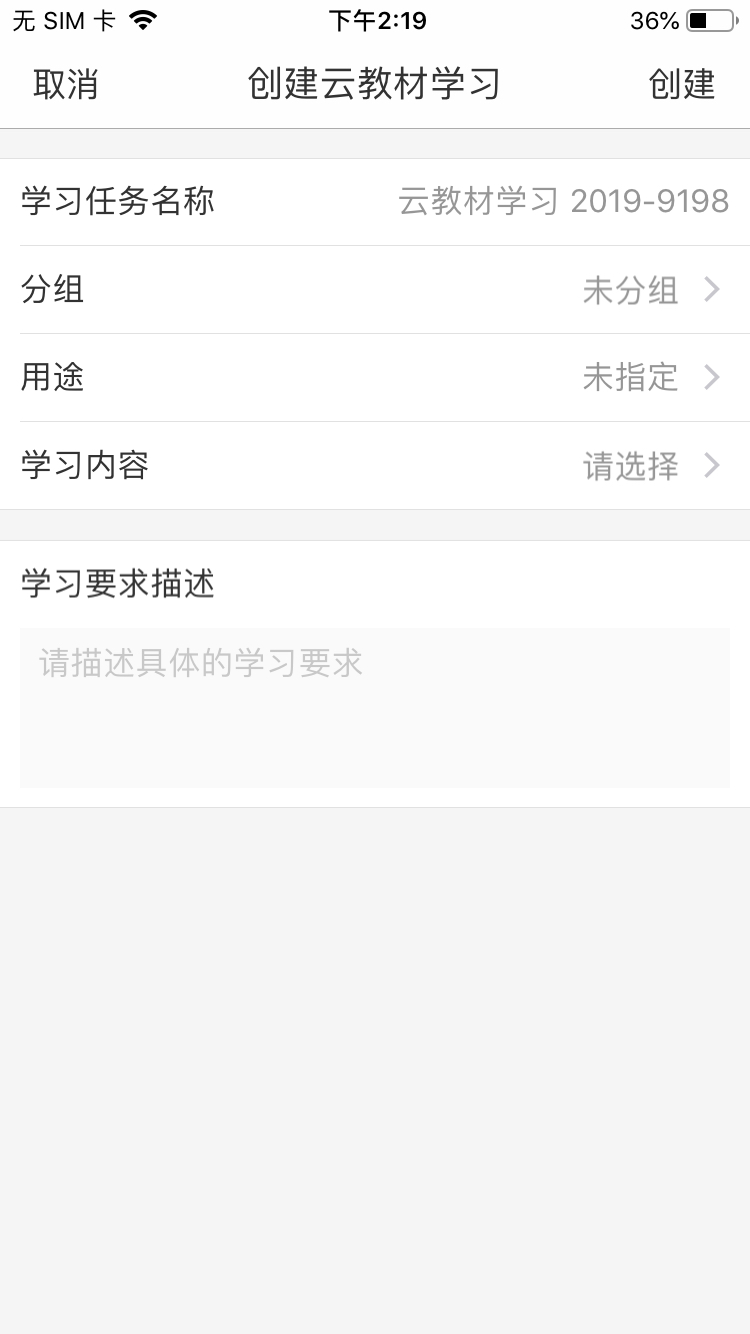 无 SIM 卡 下午2:19 36%
取消 创建云教材学习 创建
学习任务名称 云教材学习 2019-9198
分组 未分组
用途 未指定
学习内容 请选择
学习要求描述
请描述具体的学习要求